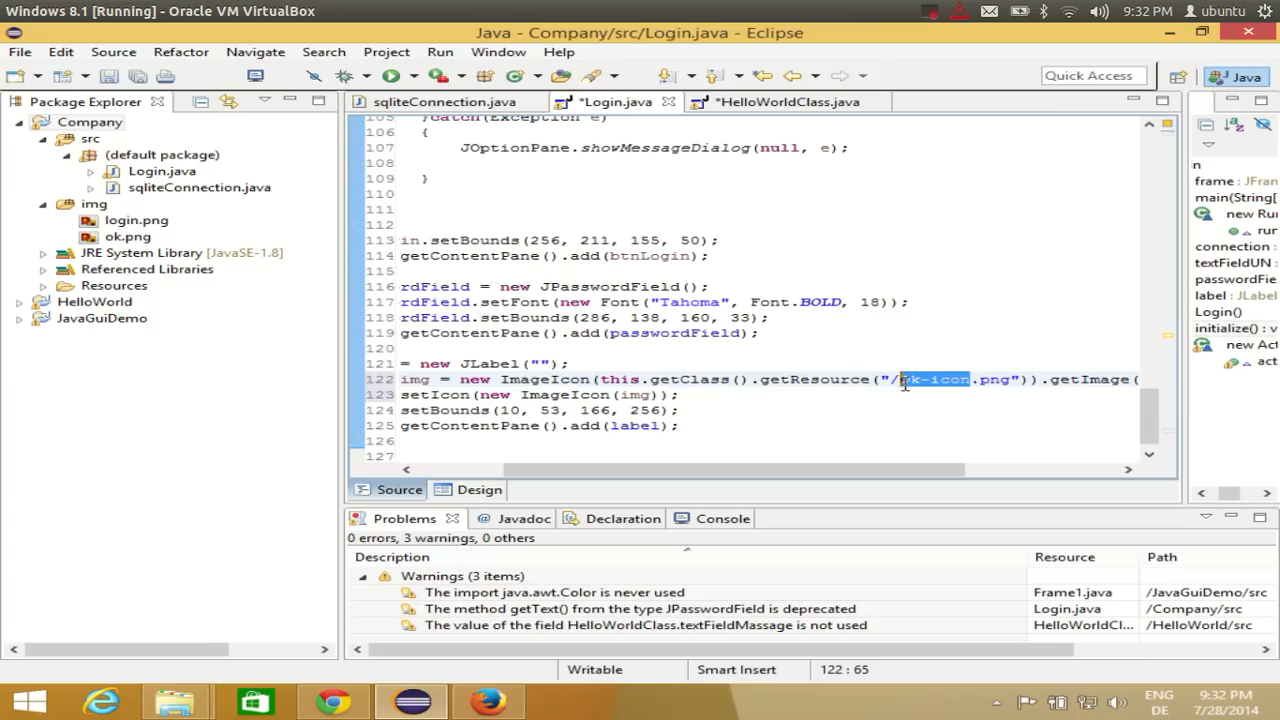 Windows 8.1 [Running] - Oracle VM VirtualBox
9:32 PM
ubuntu
Java - Company/src/Login.java - Eclipse
File Edit Source Refactor Navigate Search Project Run Window Help
Quick Access
Java
Package Explorer
sqliteConnection.java
*Login.java
*HelloWorldClass.java
Company
src
(default package)
Login.java
sqliteConnection.java
img
login.png
ok.png
JRE System Library [JavaSE-1.8]
Referenced Libraries
Resources
HelloWorld
JavaGuiDemo
105 }catch(Exception e)
106 {
107 JOptionPane.showMessageDialog(null, e);
108
109 }
110
111
112
113 in.setBounds(256, 211, 155, 50);
114 getContentPane().add(btnLogin);
115
116 rdField = new JPasswordField();
117 rdField.setFont(new Font("Tahoma", Font.BOLD, 18));
118 rdField.setBounds(286, 138, 160, 33);
119 getContentPane().add(passwordField);
120
121 = new JLabel("");
122 img = new ImageIcon(this.getClass().getResource("/ok-icon.png")).getImage(
123 setIcon(new ImageIcon(img));
124 setBounds(10, 53, 166, 256);
125 getContentPane().add(label);
126
127
n
frame : JFran
main(String[
new Run
run
connection :
textFieldUN :
passwordFie
label : JLabe
Login()
initialize() : v
new Act
act
Source
Design
Problems
Javadoc
Declaration
Console
0 errors, 3 warnings, 0 others
Description Resource Path
Warnings (3 items)
The import java.awt.Color is never used Frame1.java /JavaGuiDemo/src
The method getText() from the type JPasswordField is deprecated Login.java /Company/src
The value of the field HelloWorldClass.textFieldMassage is not used HelloWorldCl... /HelloWorld/src
Writable
Smart Insert
122 : 65
ENG
DE
9:32 PM
7/28/2014